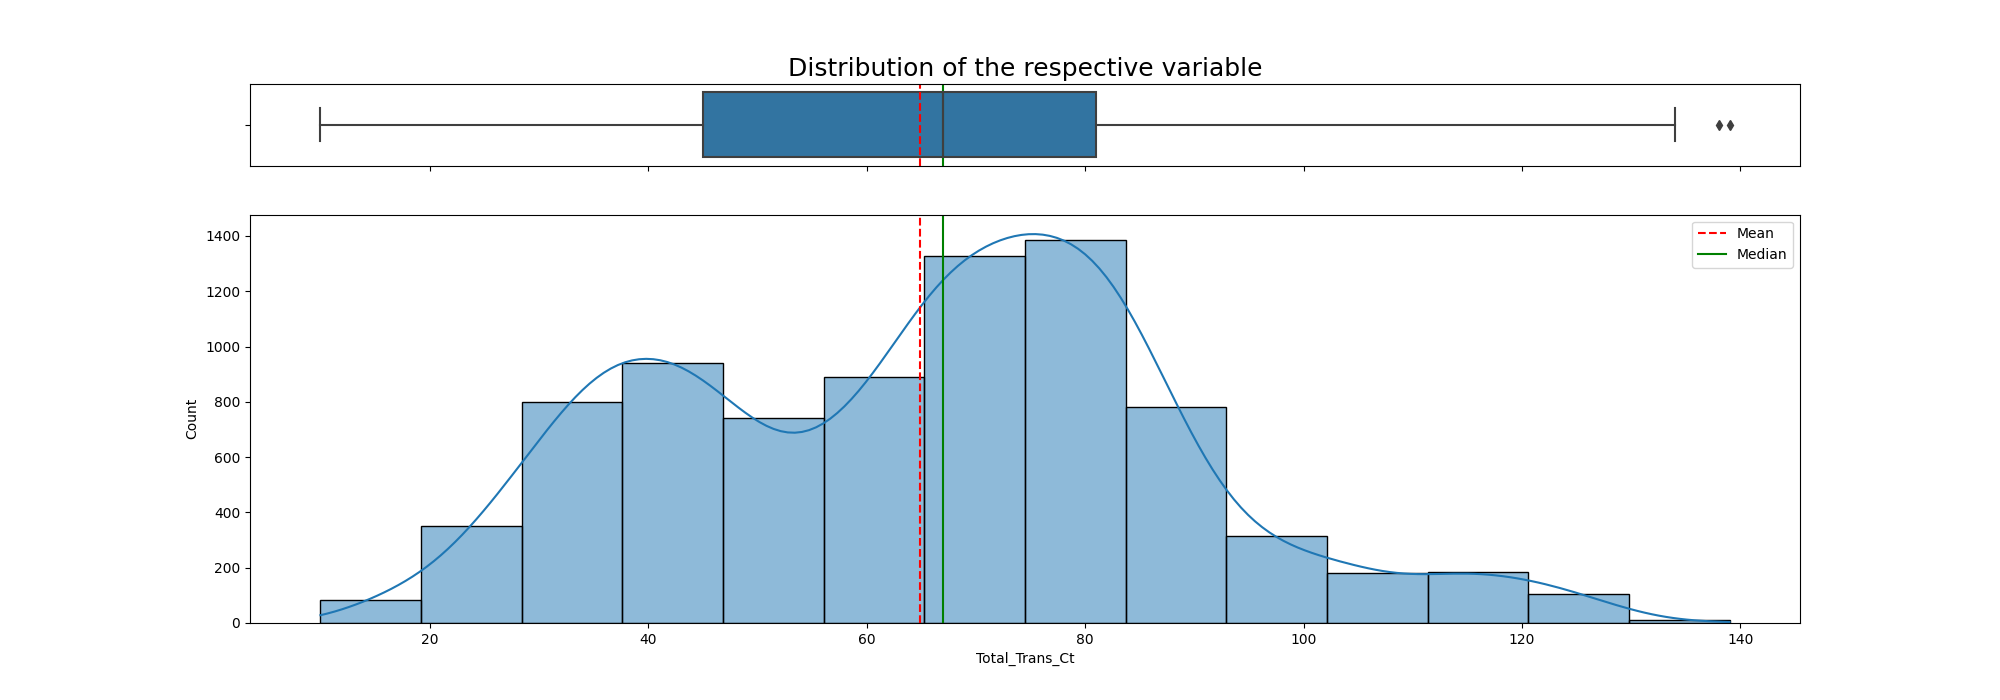 Distribution of the respective variable
1400
1200
1000
800
600
400
200
0
Count
Mean
Median
20 40 60 80 100 120 140
Total_Trans_Ct